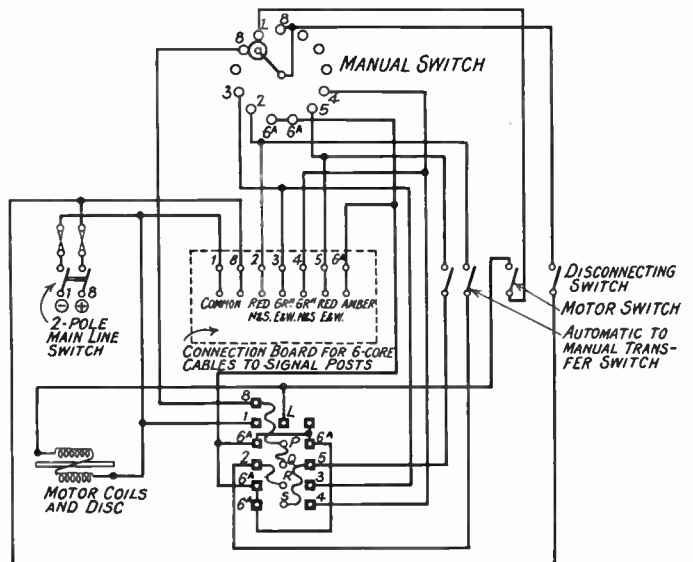 L 8
8
MANUAL SWITCH
3 4
2 5
6A 6A
1 8 2 3 4 5 6A
COMMON RED GRN GRN RED AMBER
N&S. E&W. N&S E&W.
CONNECTION BOARD FOR 6-CORE
CABLES TO SIGNAL POSTS
1 8
2-POLE
MAIN LINE
SWITCH
DISCONNECTING
SWITCH
MOTOR SWITCH
AUTOMATIC TO
MANUAL TRANS-
FER SWITCH
8
1 L
6A P 6A
2 Q 5
6A R 3
6A S 4
MOTOR COILS
AND DISC